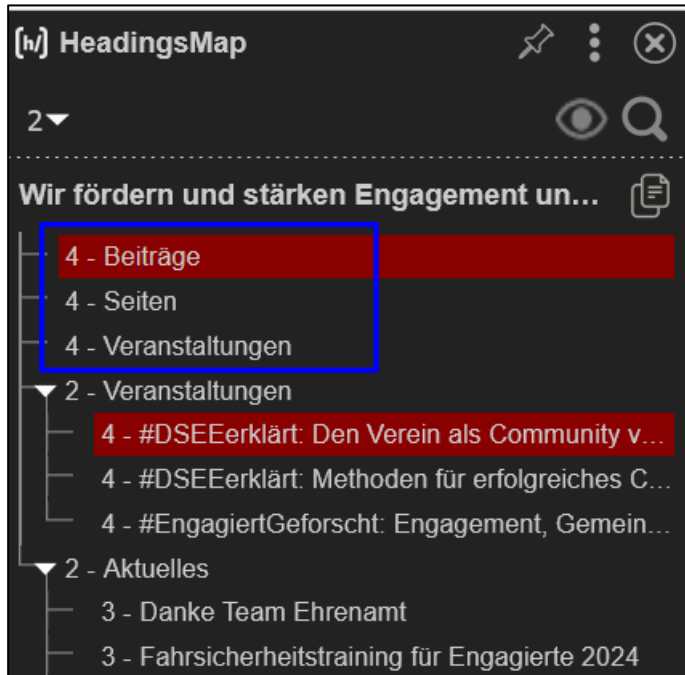 [h/] HeadingsMap
2
Wir fördern und stärken Engagement un...
4 - Beiträge
4 - Seiten
4 - Veranstaltungen
2 - Veranstaltungen
4 - #DSEEerklärt: Den Verein als Community v...
4 - #DSEEerklärt: Methoden für erfolgreiches C...
4 - #EngagiertGeforscht: Engagement, Gemein...
2 - Aktuelles
3 - Danke Team Ehrenamt
3 - Fahrsicherheitstraining für Engagierte 2024